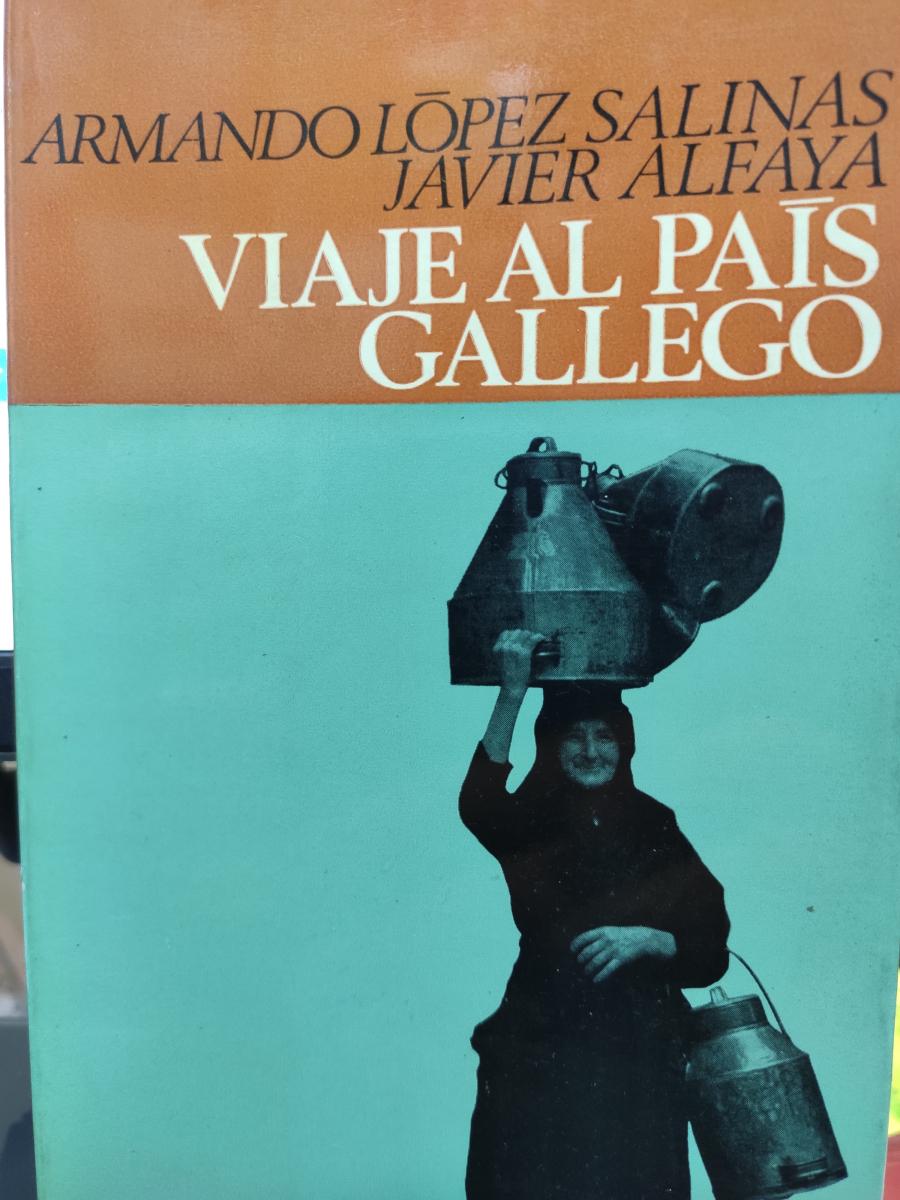 ARMANDO LŌPEZ SALINAS
JAVIER ALFAYA
VIAJE AL PAĪS
GALLEGO